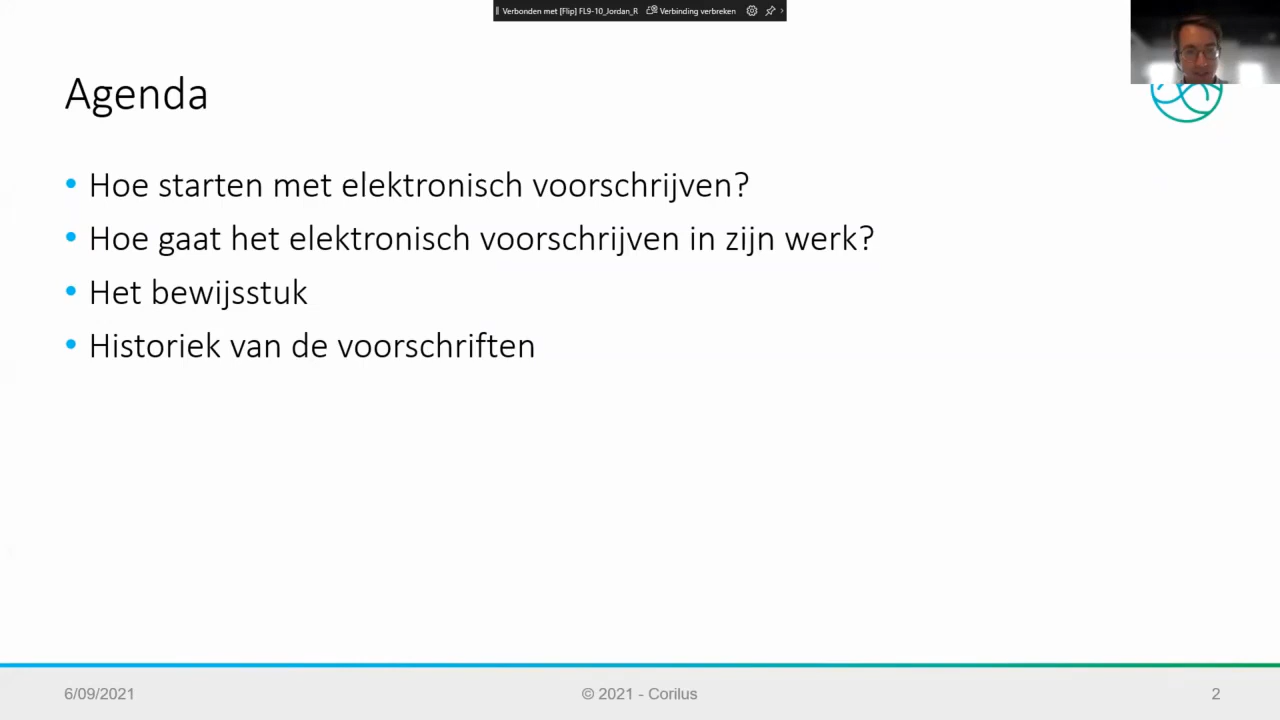 Verbonden met [Flip] FL9-10_Jordan_R Verbinding verbreken
Agenda
• Hoe starten met elektronisch voorschrijven?
• Hoe gaat het elektronisch voorschrijven in zijn werk?
• Het bewijsstuk
• Historiek van de voorschriften
6/09/2021 © 2021 - Corilus 2